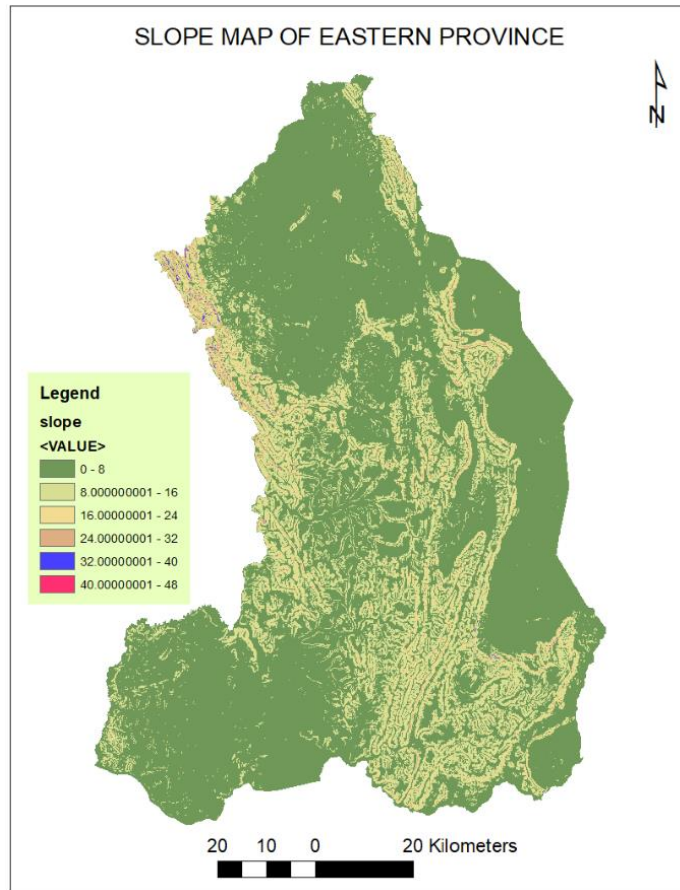 SLOPE MAP OF EASTERN PROVINCE
N
Legend
slope
<VALUE>
0 - 8
8.000000001 - 16
16.00000001 - 24
24.00000001 - 32
32.00000001 - 40
40.00000001 - 48
20 10 0 20 Kilometers